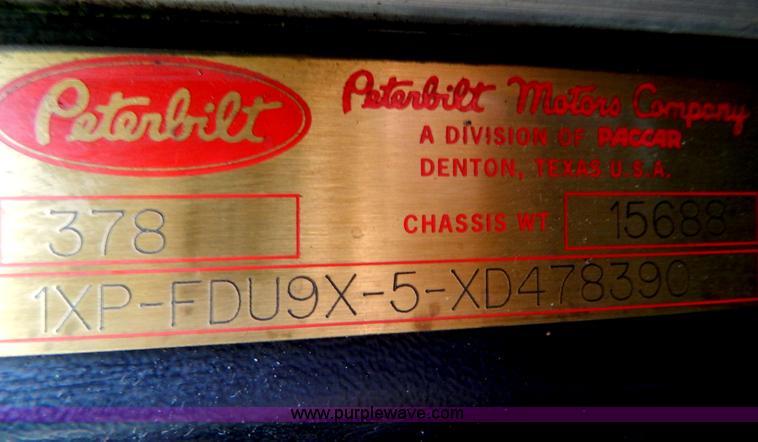 Peterbilt
Peterbilt Motors Company
A DIVISION OF PACCAR
DENTON, TEXAS U.S.A.
378
CHASSIS WT 15688
1XP-FDU9X-5-XD478390
www.purplewave.com